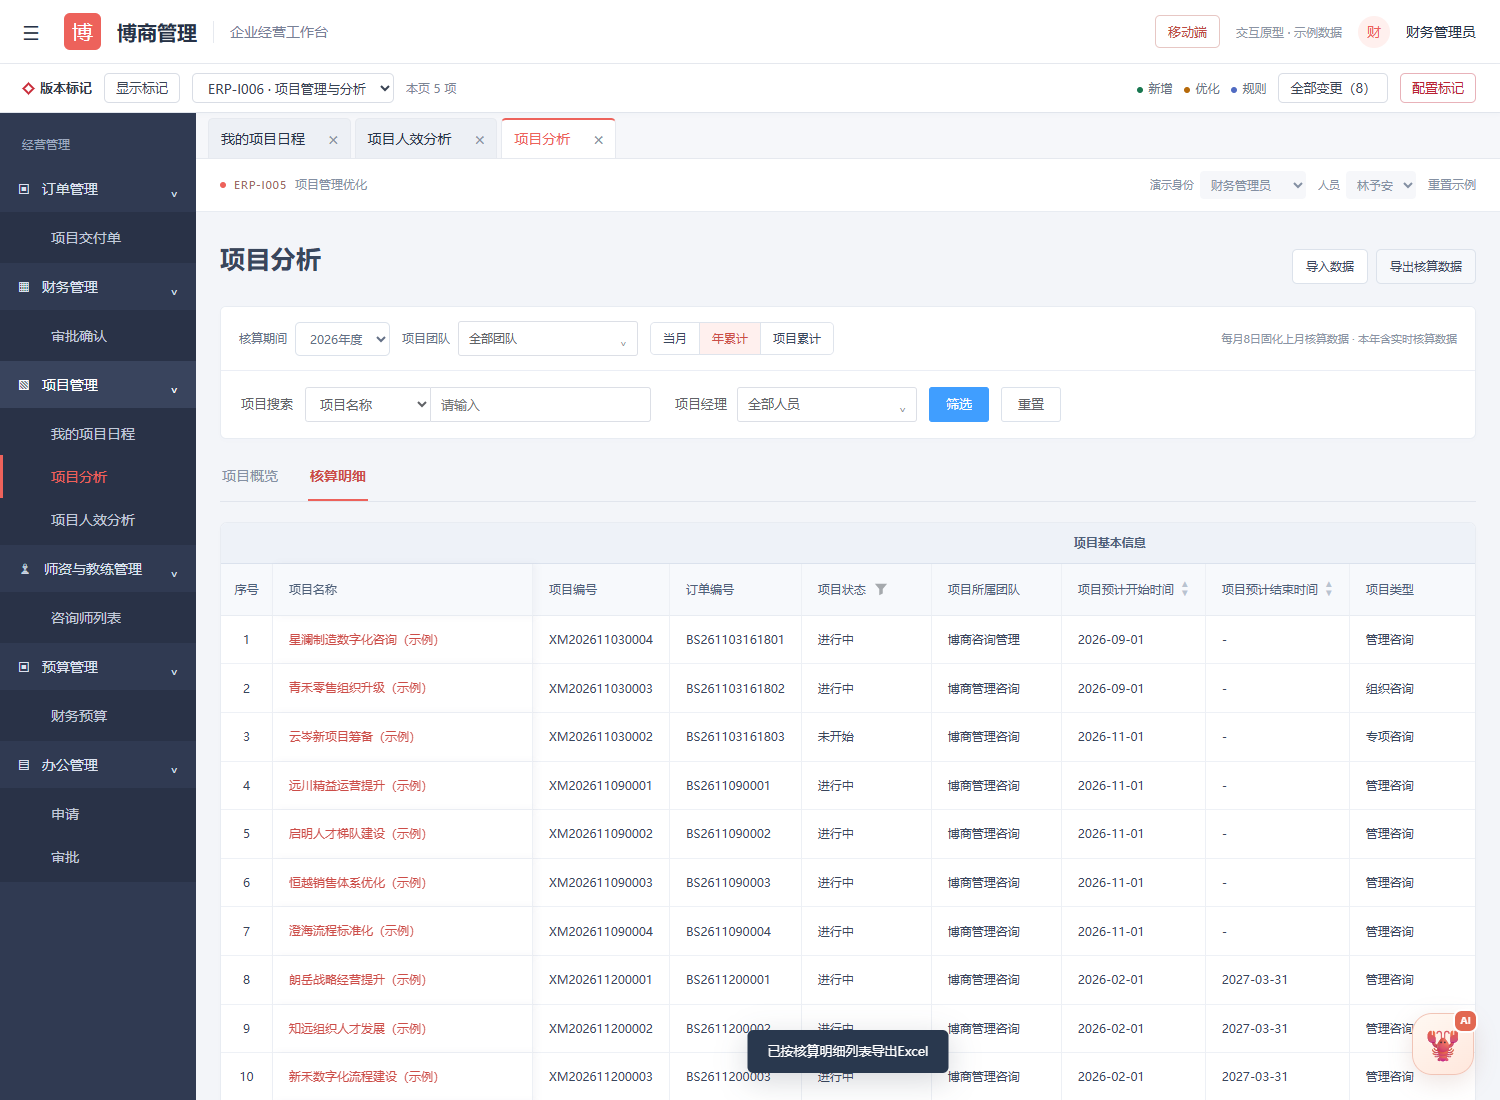 ☰ 博 博商管理 企业经营工作台 移动端 交互原型 · 示例数据 财 财务管理员
版本标记 显示标记 ERP-I006 · 项目管理与分析 本页 5 项 新增 优化 规则 全部变更（8） 配置标记
经营管理
订单管理
项目交付单
财务管理
审批确认
项目管理
我的项目日程
项目分析
项目人效分析
师资与教练管理
咨询师列表
预算管理
财务预算
办公管理
申请
审批
我的项目日程 × 项目人效分析 × 项目分析 ×
ERP-I005 项目管理优化 演示身份 财务管理员 人员 林予安 重置示例
项目分析 导入数据 导出核算数据
核算期间 2026年度 项目团队 全部团队 当月 年累计 项目累计 每月8日固化上月核算数据 · 本年含实时核算数据
项目搜索 项目名称 请输入 项目经理 全部人员 筛选 重置
项目概览 核算明细
项目基本信息
序号 项目名称 项目编号 订单编号 项目状态 项目所属团队 项目预计开始时间 项目预计结束时间 项目类型
1 星澜制造数字化咨询（示例） XM202611030004 BS261103161801 进行中 博商咨询管理 2026-09-01 - 管理咨询
2 青禾零售组织升级（示例） XM202611030003 BS261103161802 进行中 博商管理咨询 2026-09-01 - 组织咨询
3 云岑新项目筹备（示例） XM202611030002 BS261103161803 未开始 博商管理咨询 2026-11-01 - 专项咨询
4 远川精益运营提升（示例） XM202611090001 BS2611090001 进行中 博商管理咨询 2026-11-01 - 管理咨询
5 启明人才梯队建设（示例） XM202611090002 BS2611090002 进行中 博商管理咨询 2026-11-01 - 管理咨询
6 恒越销售体系优化（示例） XM202611090003 BS2611090003 进行中 博商管理咨询 2026-11-01 - 管理咨询
7 澄海流程标准化（示例） XM202611090004 BS2611090004 进行中 博商管理咨询 2026-11-01 - 管理咨询
8 朗岳战略经营提升（示例） XM202611200001 BS2611200001 进行中 博商管理咨询 2026-02-01 2027-03-31 管理咨询
9 知远组织人才发展（示例） XM202611200002 BS2611200002 进行中 博商管理咨询 2026-02-01 2027-03-31 管理咨询
10 新禾数字化流程建设（示例） XM202611200003 BS2611200003 进行中 博商管理咨询 2026-02-01 2027-03-31 管理咨询
已按核算明细列表导出Excel
AI